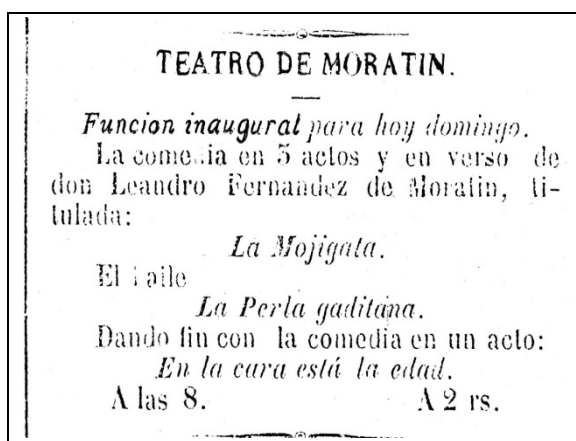 TEATRO DE MORATIN.
Funcion inaugural para hoy domingo.
La comedia en 3 actos y en verso de
don Leandro Fernandez de Moratin, ti-
tulada:
La Mojigata.
El baile
La Perla gaditana.
Dando fin con la comedia en un acto:
En la cara está la edad.
A las 8. A 2 rs.